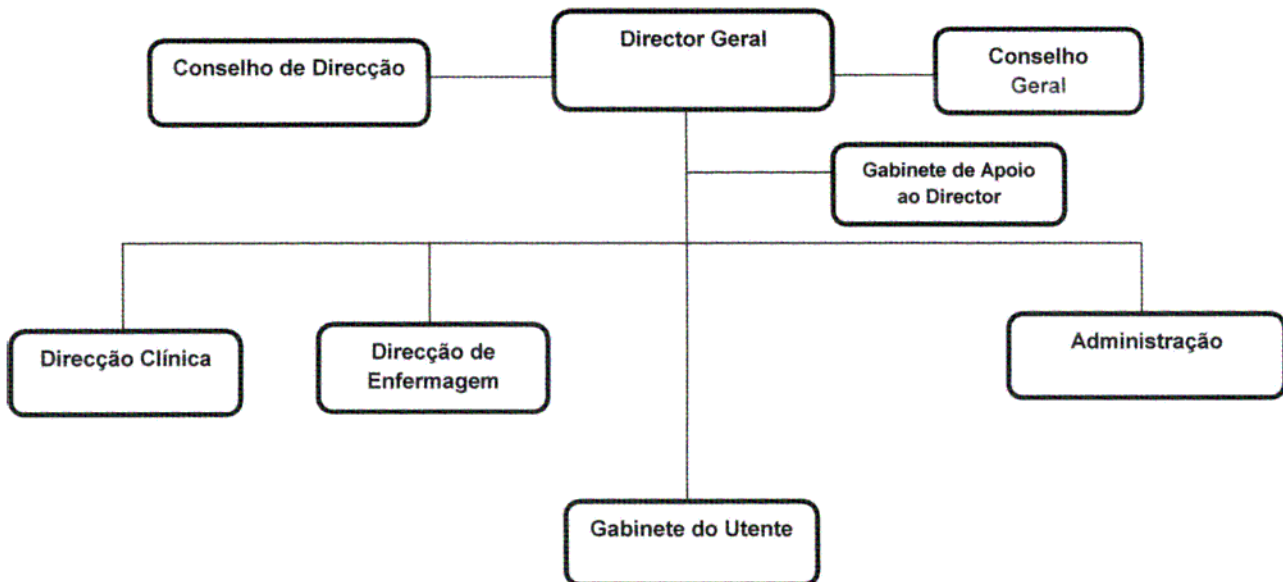 Director Geral
Conselho de Direcção
Conselho
Geral
Gabinete de Apoio
ao Director
Direcção Clínica
Direcção de
Enfermagem
Administração
Gabinete do Utente